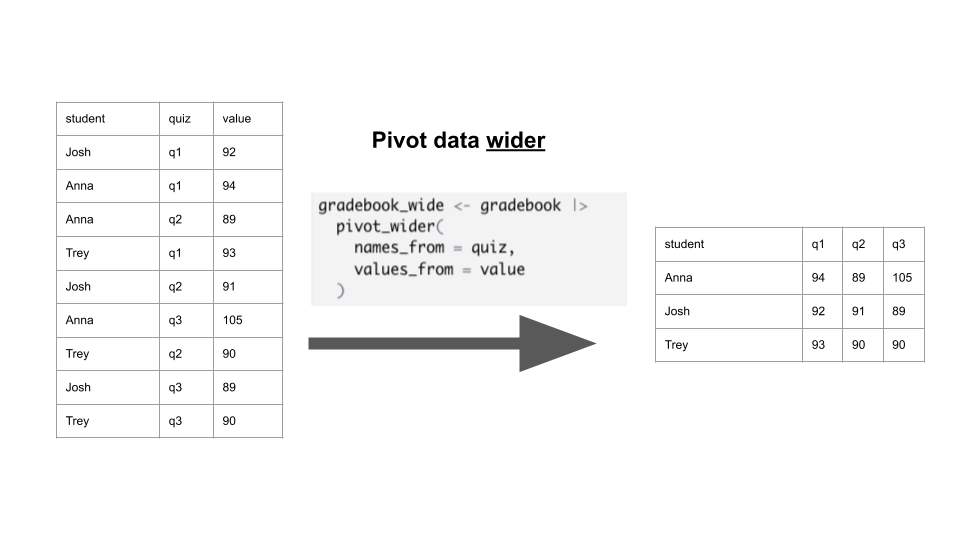 student quiz value
Josh q1 92
Anna q1 94
Anna q2 89
Trey q1 93
Josh q2 91
Anna q3 105
Trey q2 90
Josh q3 89
Trey q3 90
Pivot data wider
gradebook_wide <- gradebook |>
  pivot_wider(
    names_from = quiz,
    values_from = value
  )
student q1 q2 q3
Anna 94 89 105
Josh 92 91 89
Trey 93 90 90